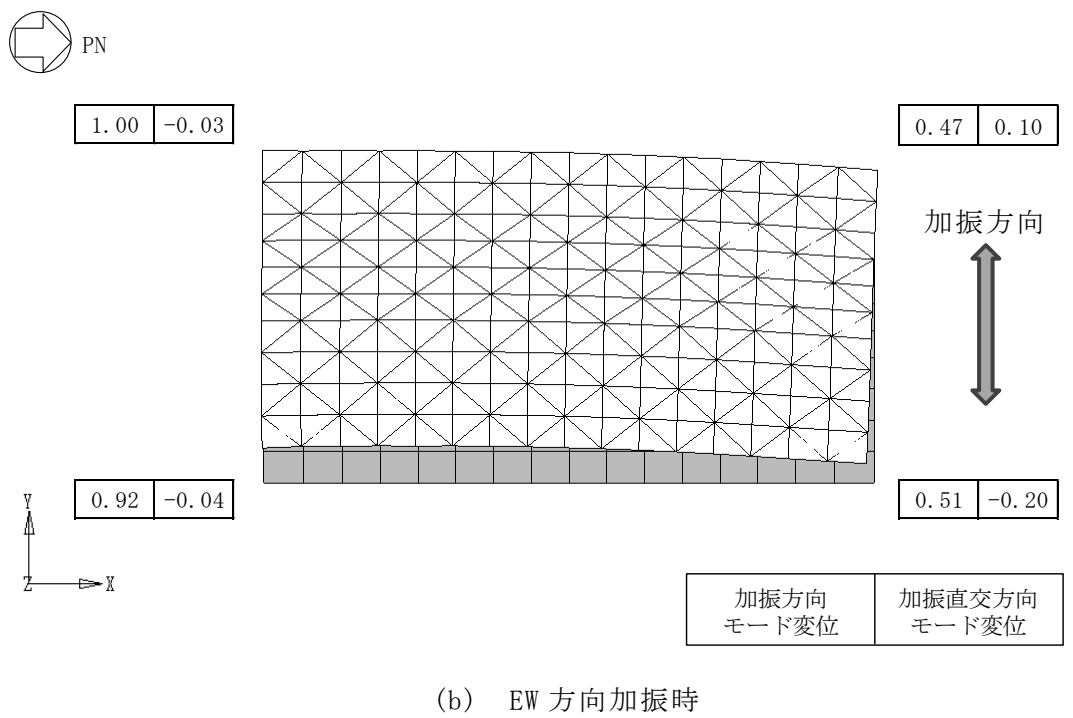 PN
1.00 -0.03
0.47 0.10
加振方向
0.92 -0.04
0.51 -0.20
Y
Z X
加振方向 加振直交方向
モード変位 モード変位
(b) EW 方向加振時